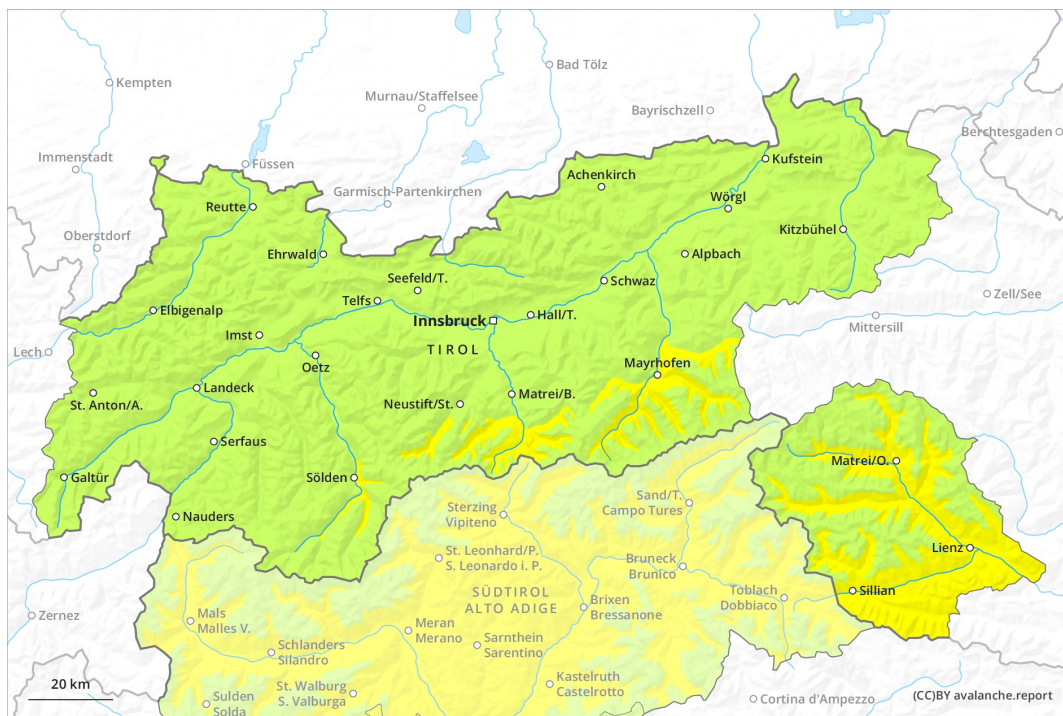 Kempten
Bad Tölz
Murnau/Staffelsee
Bayrischzell
Berchtesgaden
Immenstadt
Füssen
Kufstein
Achenkirch
Garmisch-Partenkirchen
Wörgl
Reutte
Oberstdorf
Kitzbühel
Ehrwald
Alpbach
Seefeld/T.
Schwaz
Telfs
Zell/See
Elbigenalp
Innsbruck
Hall/T.
Mittersill
Imst
TIROL
Lech
Oetz
Mayrhofen
Landeck
St. Anton/A.
Neustift/St.
Matrei/B.
Serfaus
Matrei/O.
Galtür
Sölden
Sand/T.
Campo Tures
Sterzing
Vipiteno
Nauders
Lienz
St. Leonhard/P.
S. Leonardo i. P.
Bruneck
Brunico
SÜDTIROL
ALTO ADIGE
Toblach
Dobbiaco
Sillian
Zernez
Mals
Malles V.
Brixen
Bressanone
Meran
Merano
Schlanders
Silandro
Sarnthein
Sarentino
Kastelruth
Castelrotto
St. Walburg
S. Valburga
20 km
Sulden
Solda
Cortina d'Ampezzo
(CC)BY avalanche.report